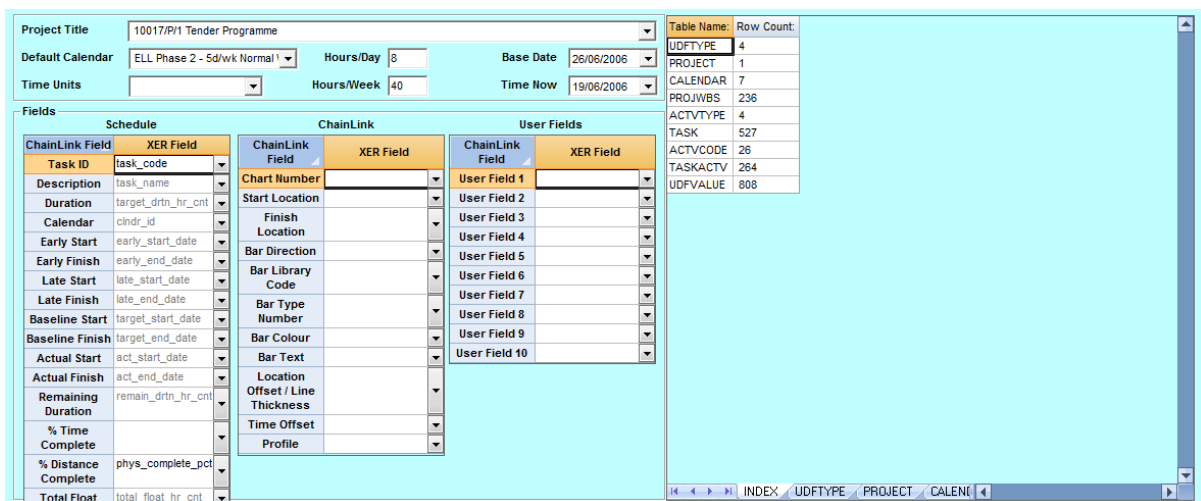 Project Title 10017/P/1 Tender Programme
Default Calendar ELL Phase 2 - 5d/wk Normal Hours/Day 8 Base Date 26/06/2006
Time Units Hours/Week 40 Time Now 19/06/2006
Fields
Schedule
ChainLink Field XER Field
Task ID task_code
Description task_name
Duration target_drtn_hr_cnt
Calendar clndr_id
Early Start early_start_date
Early Finish early_end_date
Late Start late_start_date
Late Finish late_end_date
Baseline Start target_start_date
Baseline Finish target_end_date
Actual Start act_start_date
Actual Finish act_end_date
Remaining remain_drtn_hr_cnt
Duration
% Time
Complete
% Distance phys_complete_pct
Complete
Total Float total_float_hr_cnt
ChainLink
ChainLink XER Field
Field
Chart Number
Start Location
Finish
Location
Bar Direction
Bar Library
Code
Bar Type
Number
Bar Colour
Bar Text
Location
Offset / Line
Thickness
Time Offset
Profile
User Fields
ChainLink XER Field
Field
User Field 1
User Field 2
User Field 3
User Field 4
User Field 5
User Field 6
User Field 7
User Field 8
User Field 9
User Field 10
Table Name: Row Count:
UDFTYPE 4
PROJECT 1
CALENDAR 7
PROJWBS 236
ACTVTYPE 4
TASK 527
ACTVCODE 26
TASKACTV 264
UDFVALUE 808
INDEX UDFTYPE PROJECT CALEND